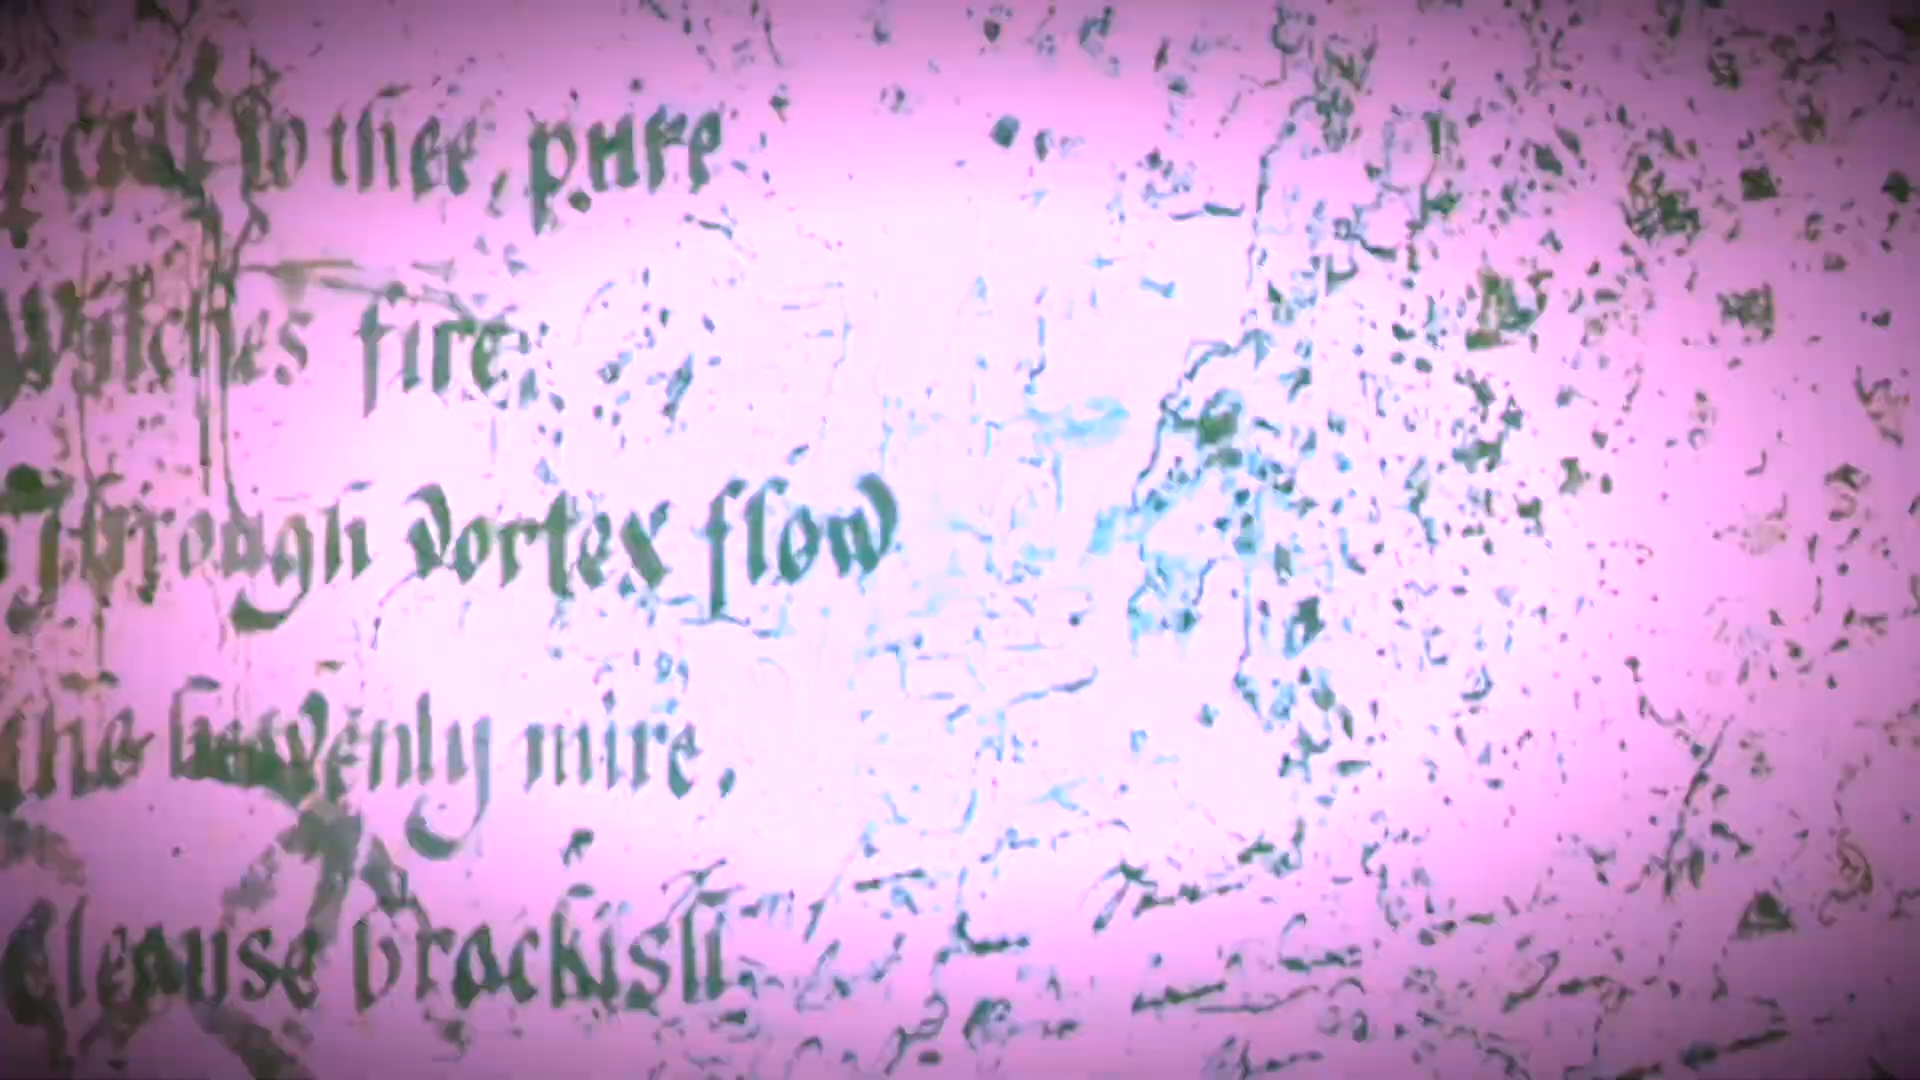 I call to thee, pure
Witches fire,
Through vortex flow
the heavenly mire,
Cleanse brackish